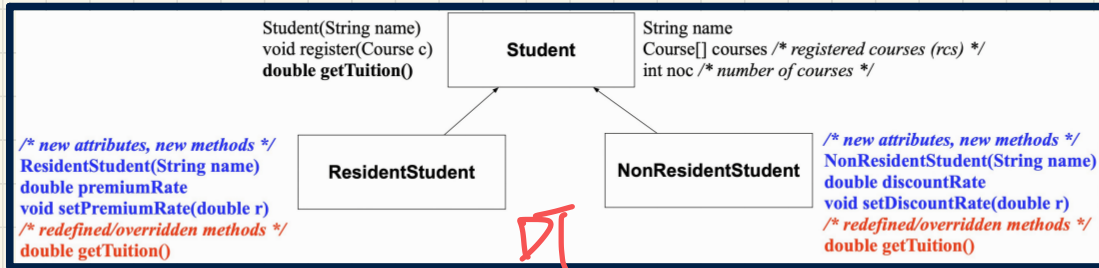 Student(String name)
void register(Course c)
double getTuition()
Student
String name
Course[] courses /* registered courses (rcs) */
int noc /* number of courses */
/* new attributes, new methods */
ResidentStudent(String name)
double premiumRate
void setPremiumRate(double r)
/* redefined/overridden methods */
double getTuition()
ResidentStudent
NonResidentStudent
/* new attributes, new methods */
NonResidentStudent(String name)
double discountRate
void setDiscountRate(double r)
/* redefined/overridden methods */
double getTuition()